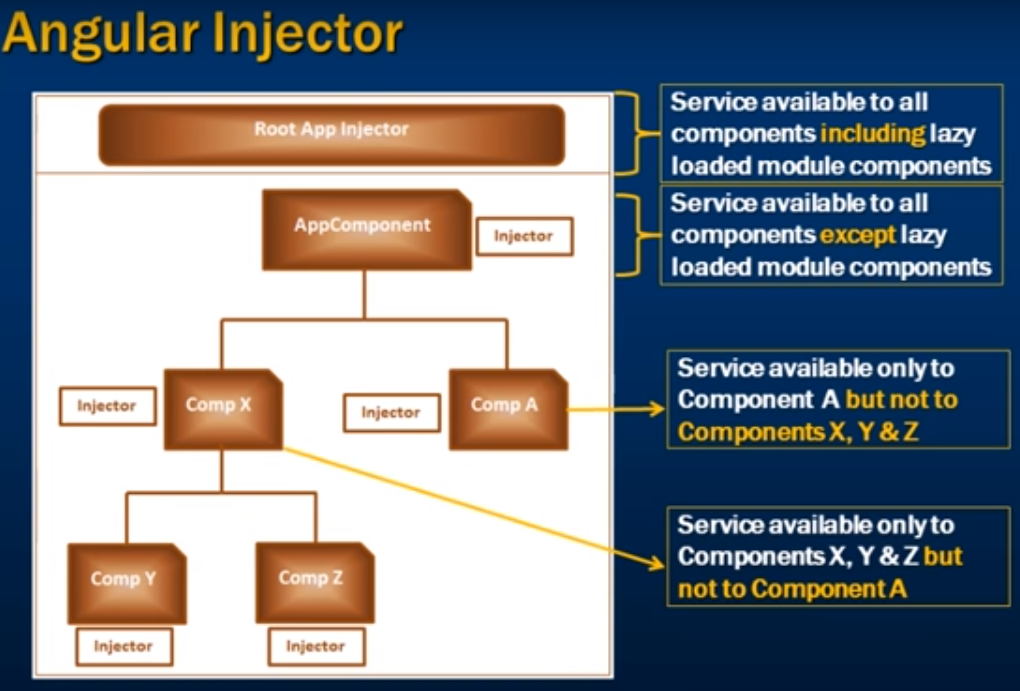 Angular Injector
Root App Injector
Service available to all
components including lazy
loaded module components
AppComponent
Injector
Service available to all
components except lazy
loaded module components
Injector
Comp X
Injector
Comp A
Service available only to
Component A but not to
Components X, Y & Z
Service available only to
Components X, Y & Z but
not to Component A
Comp Y
Comp Z
Injector
Injector